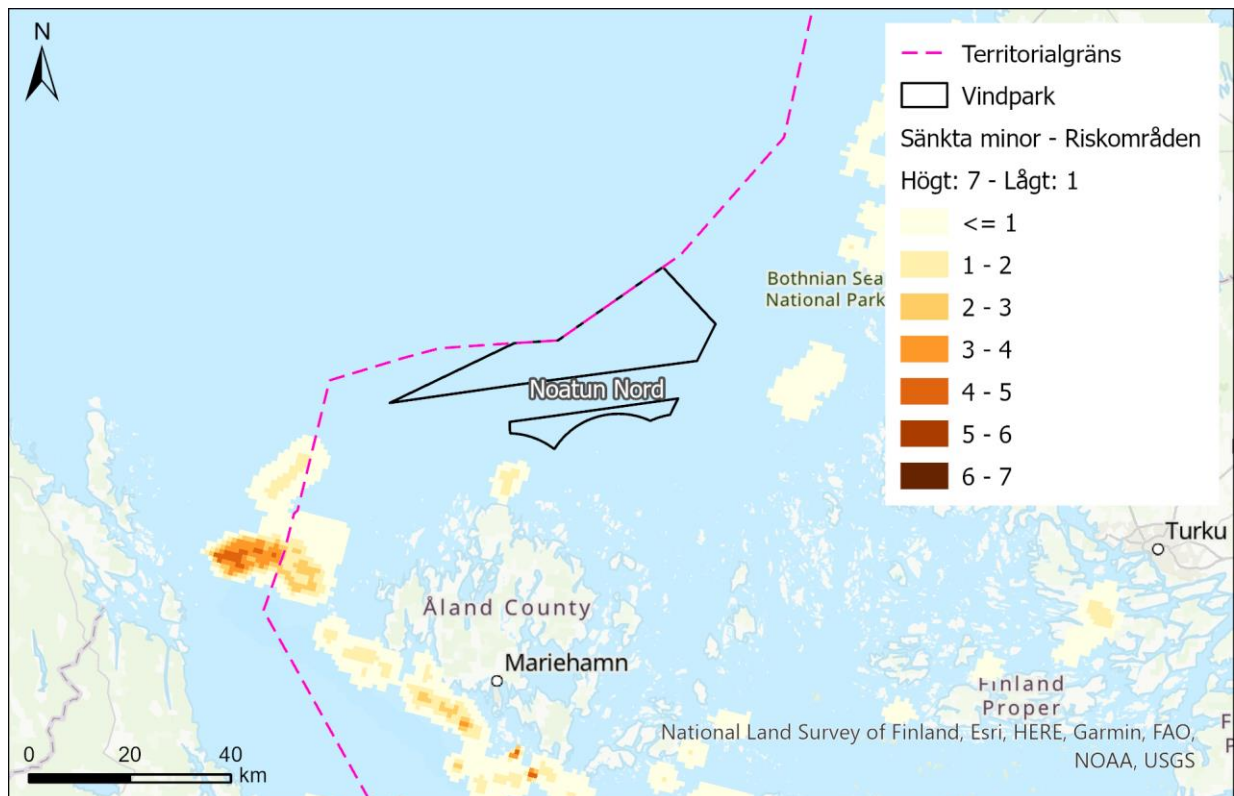 N
Territorialgräns
Vindpark
Sänkta minor - Riskområden
Högt: 7 - Lågt: 1
<= 1
1 - 2
2 - 3
3 - 4
4 - 5
5 - 6
6 - 7
Bothnian Sea
National Park
Noatun Nord
Turku
Åland County
Mariehamn
Finland
Proper
F
F
National Land Survey of Finland, Esri, HERE, Garmin, FAO,
NOAA, USGS
0 20 40
km